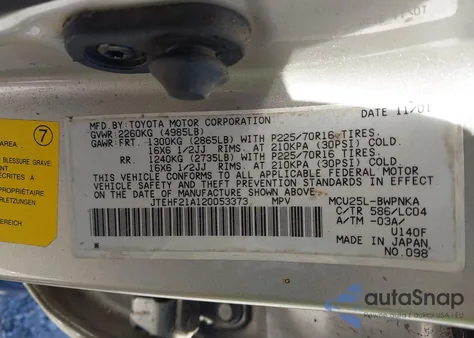 MFD. BY: TOYOTA MOTOR CORPORATION DATE 11/01
GVWR: 2260KG (4985LB)
GAWR: FRT. 1300KG (2865LB) WITH P225/70R16 TIRES.
16X6 1/2JJ RIMS. AT 210KPA (30PSI) COLD.
RR. 1240KG (2735LB) WITH P225/70R16 TIRES.
16X6 1/2JJ RIMS. AT 210KPA (30PSI) COLD.
THIS VEHICLE CONFORMS TO ALL APPLICABLE FEDERAL MOTOR
VEHICLE SAFETY AND THEFT PREVENTION STANDARDS IN EFFECT
ON THE DATE OF MANUFACTURE SHOWN ABOVE.
JTEHF21A120053373 MPV MCU25L-BWPNKA
C/TR 586/LC04
A/TM -03A/
U140F
MADE IN JAPAN
NO.098
7
AREA.
BLESSURE GRAVE.
autoSnap